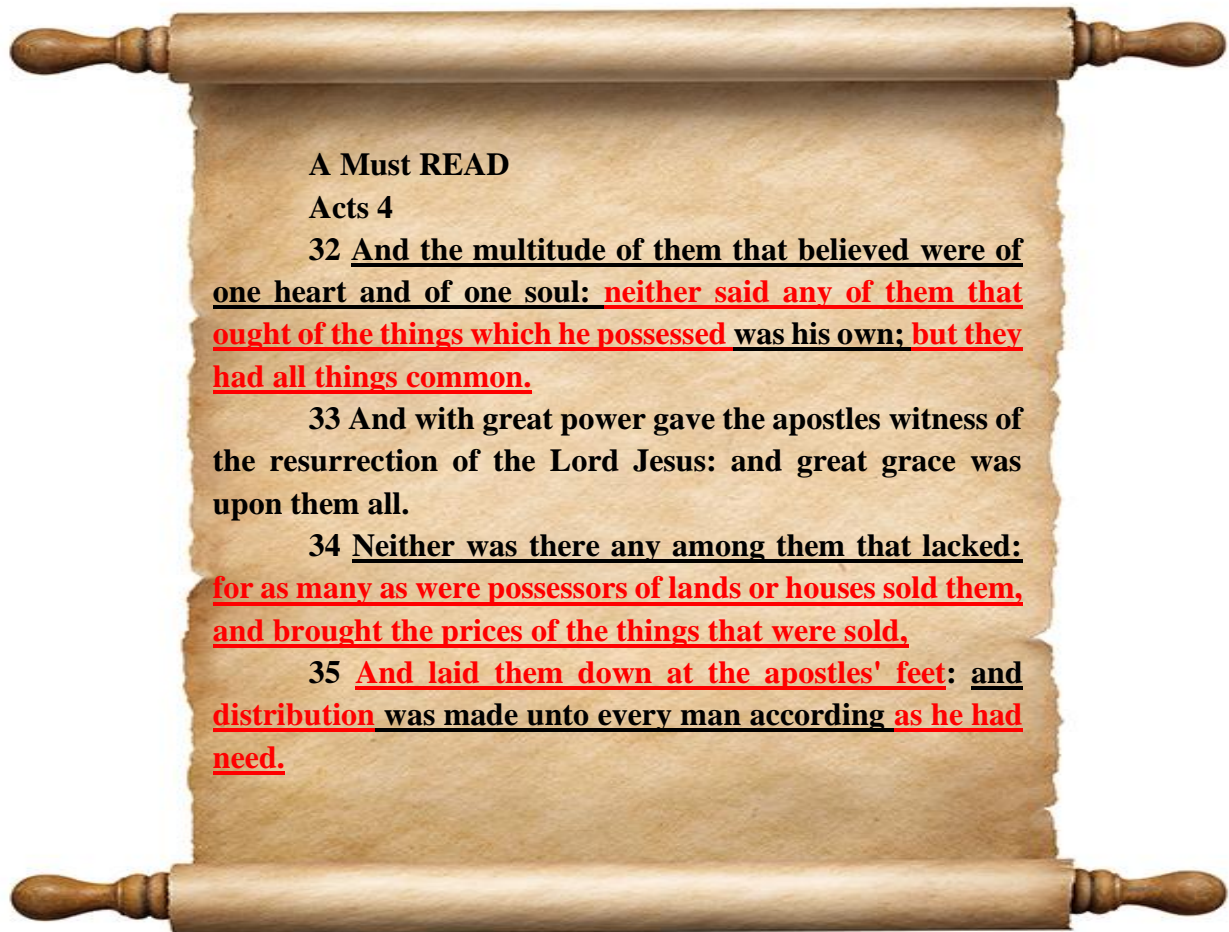 A Must READ
Acts 4
32 And the multitude of them that believed were of
one heart and of one soul: neither said any of them that
ought of the things which he possessed was his own; but they
had all things common.
33 And with great power gave the apostles witness of
the resurrection of the Lord Jesus: and great grace was
upon them all.
34 Neither was there any among them that lacked:
for as many as were possessors of lands or houses sold them,
and brought the prices of the things that were sold,
35 And laid them down at the apostles' feet: and
distribution was made unto every man according as he had
need.